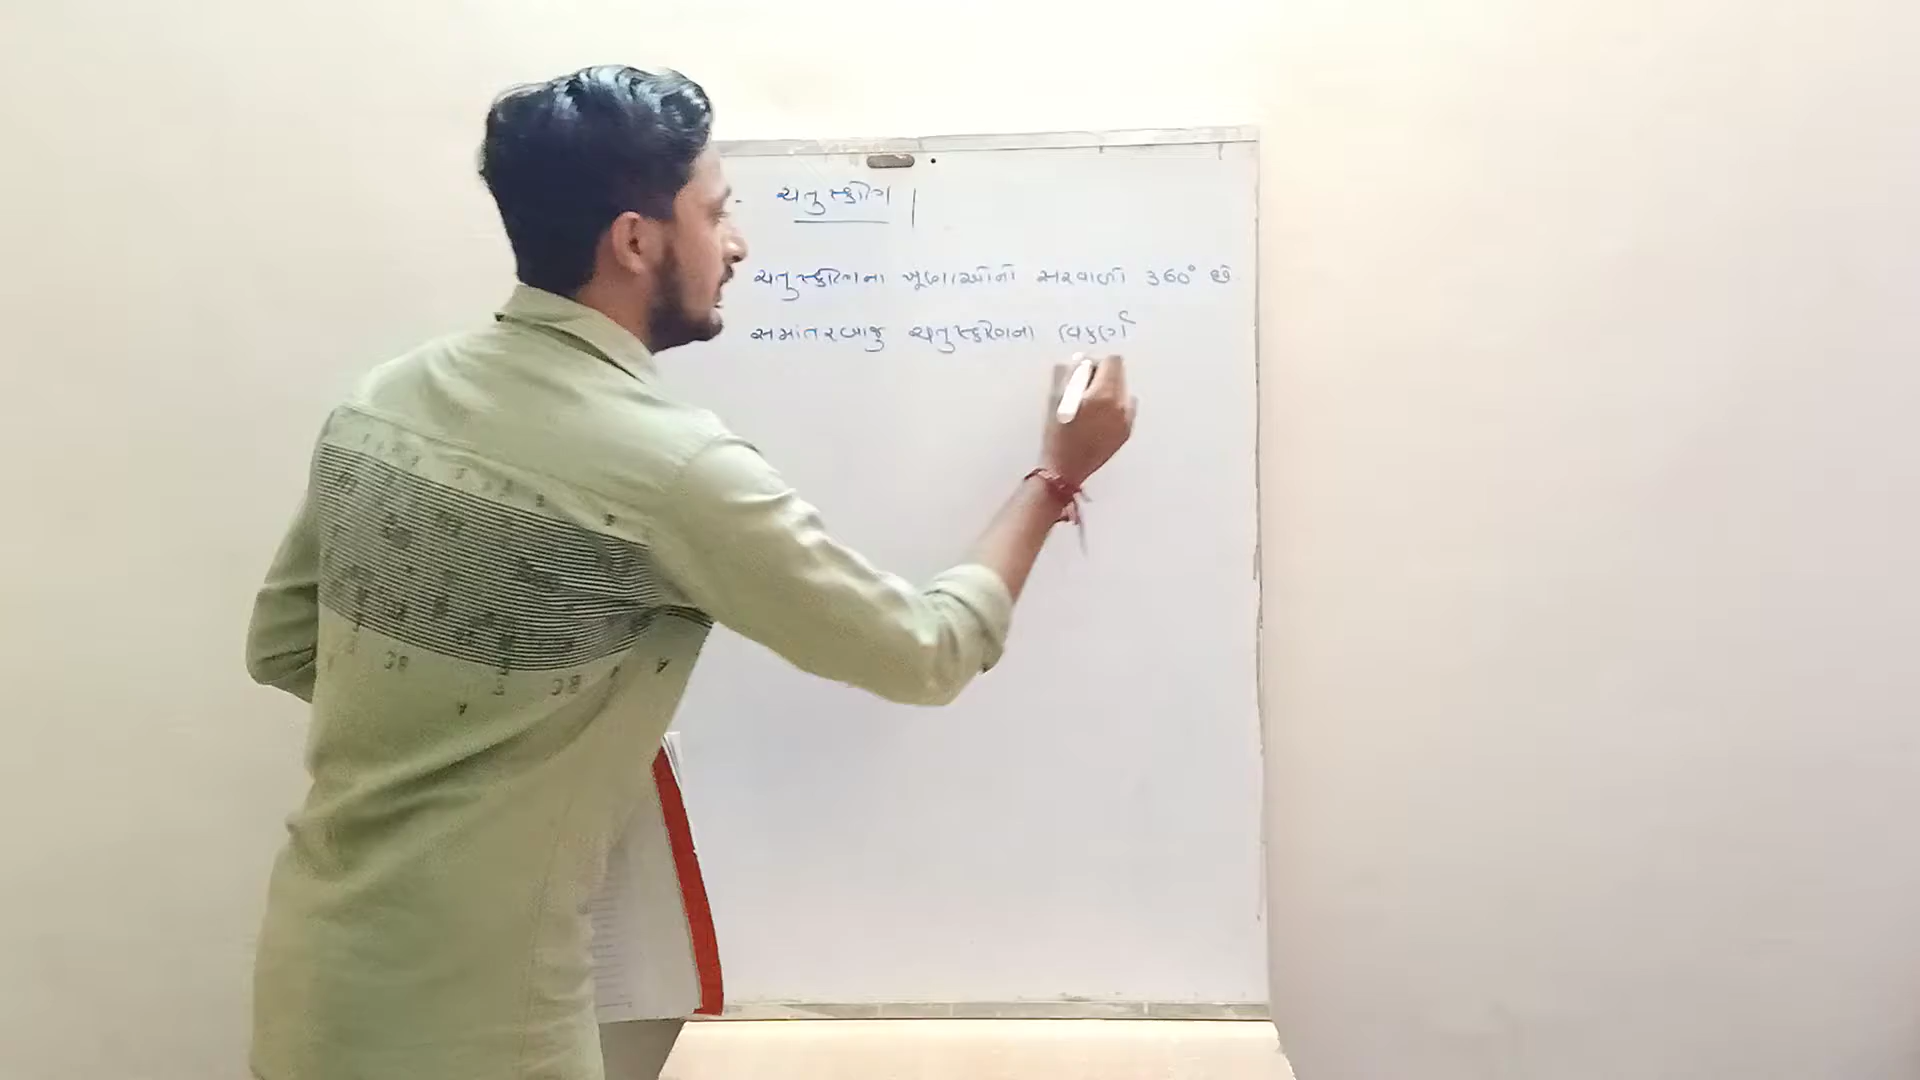 ચતુષ્કોણ
ચતુષ્કોણના ખૂણાઓનો સરવાળો 360° છે.
સમાંતરબાજુ ચતુષ્કોણના વિકર્ણ